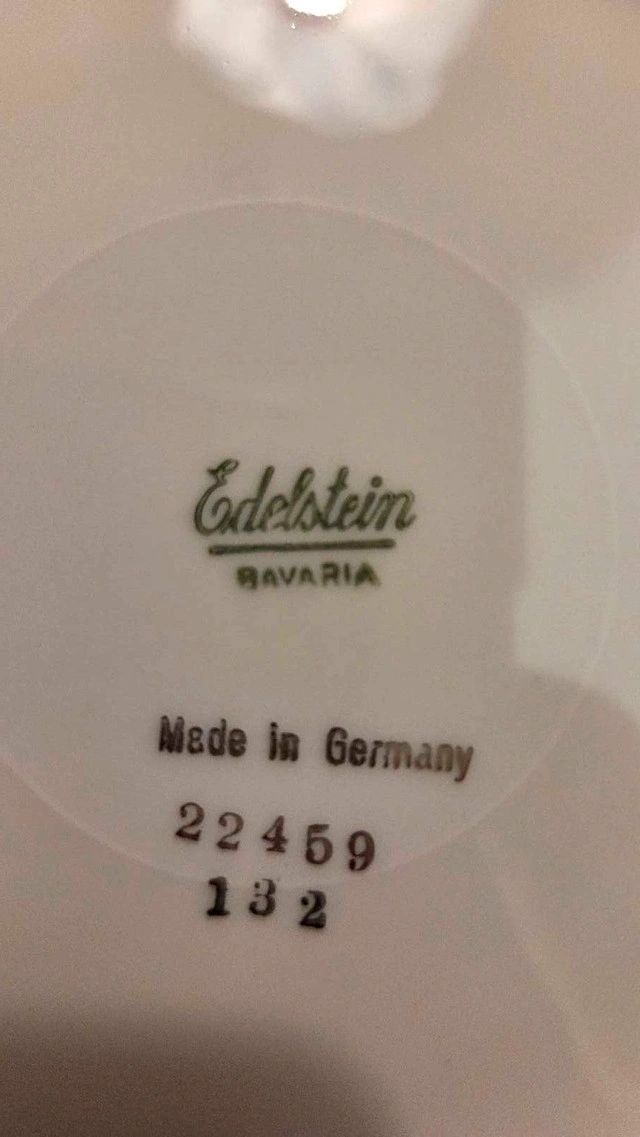 Edelstein
BAVARIA
Made in Germany
22459
132